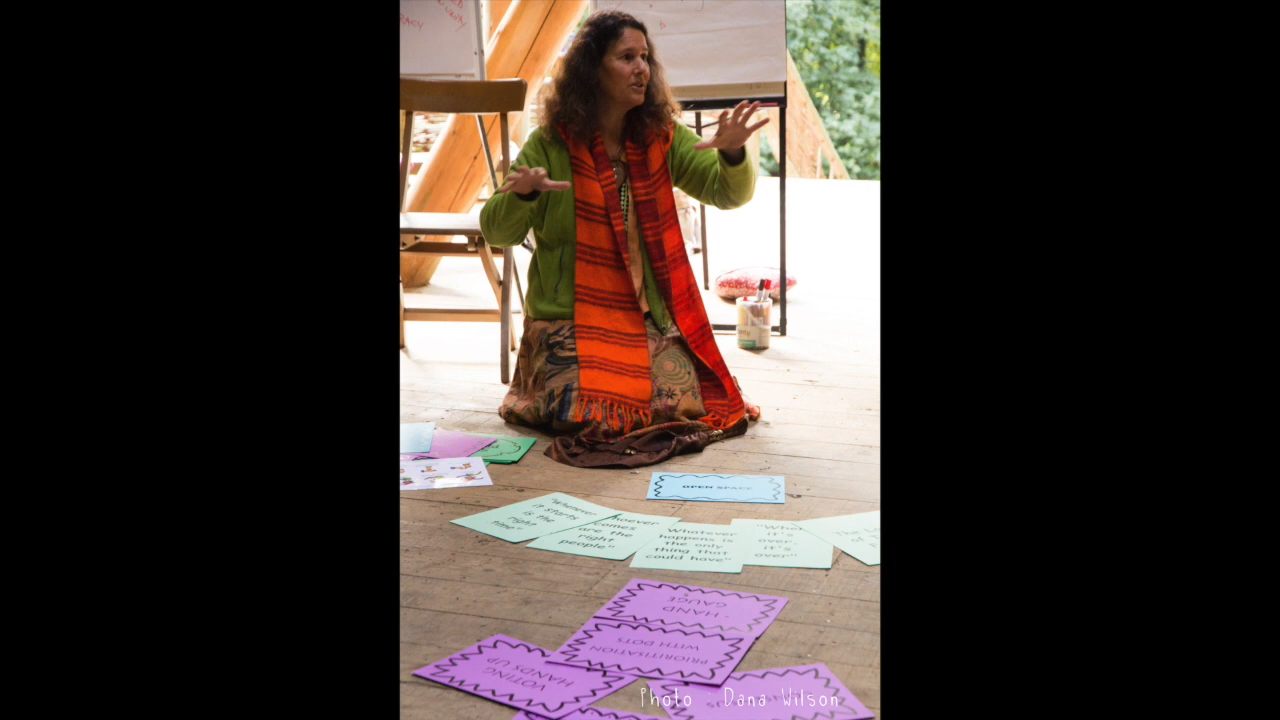 RACY
OPEN SPACE
"Whenever
it starts
is the
right
time"
hoever
comes
are the
right
people"
Whatever
happens is
the only
thing that
could have"
"When
it's
over,
it's
over"
HAND
GAUGE
PRIORITISATION
WITH DOTS
VOTING
HANDS UP
Photo : Dana Wilson